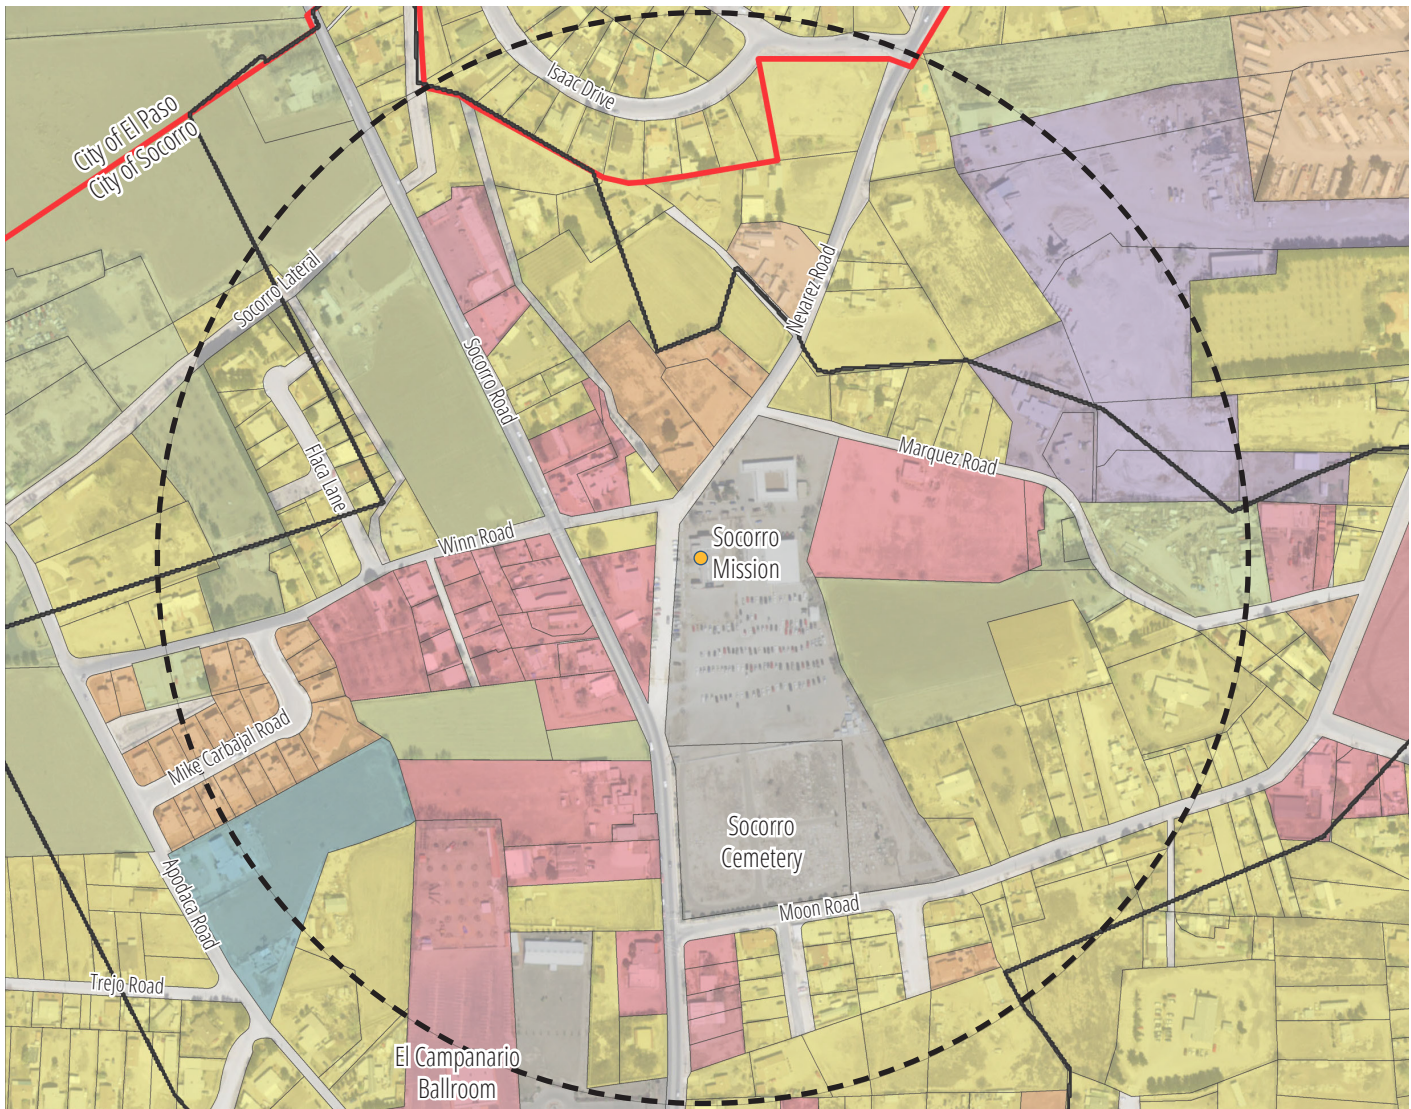 Isaac Drive
City of El Paso
City of Socorro
Socorro Lateral
Nevarez Road
Socorro Road
Flaca Lane
Marquez Road
Winn Road
Socorro
Mission
Mike Carbajal Road
Socorro
Cemetery
Apodaca Road
Moon Road
Trejo Road
El Campanario
Ballroom